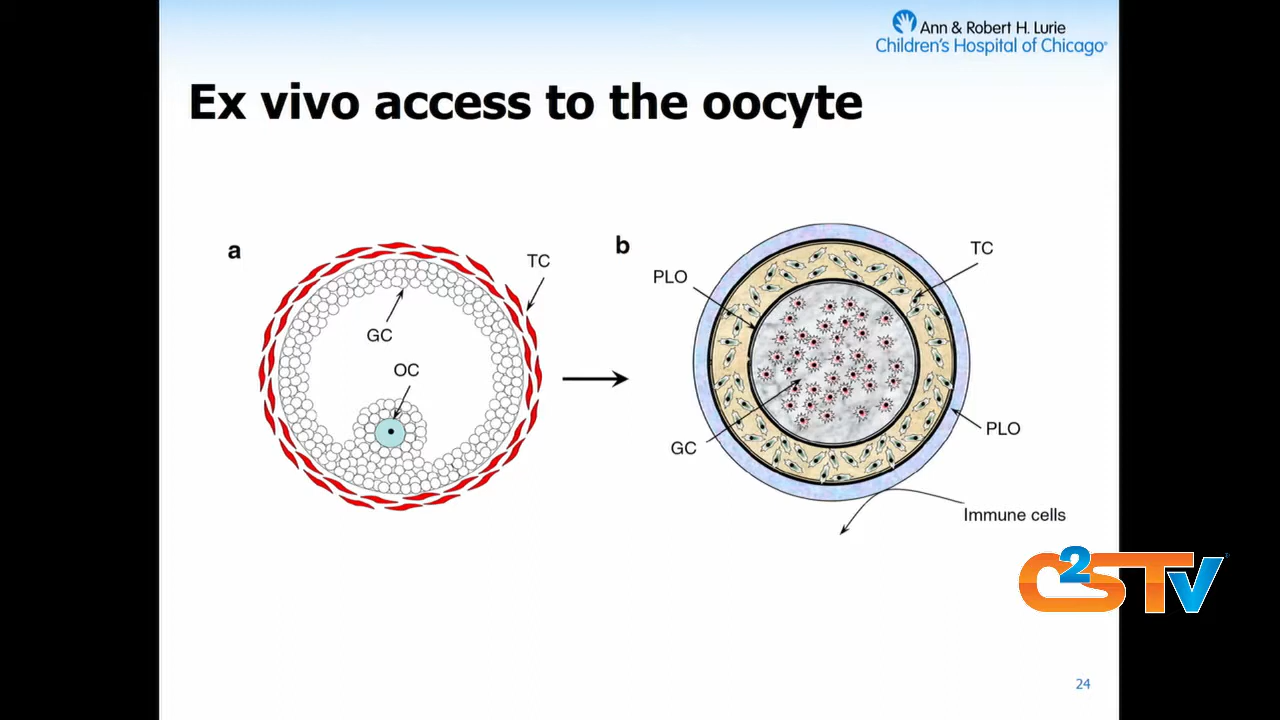 Ann & Robert H. Lurie
Children's Hospital of Chicago®
Ex vivo access to the oocyte
a
TC
GC
OC
b
PLO
TC
GC
PLO
Immune cells
C2STV
24